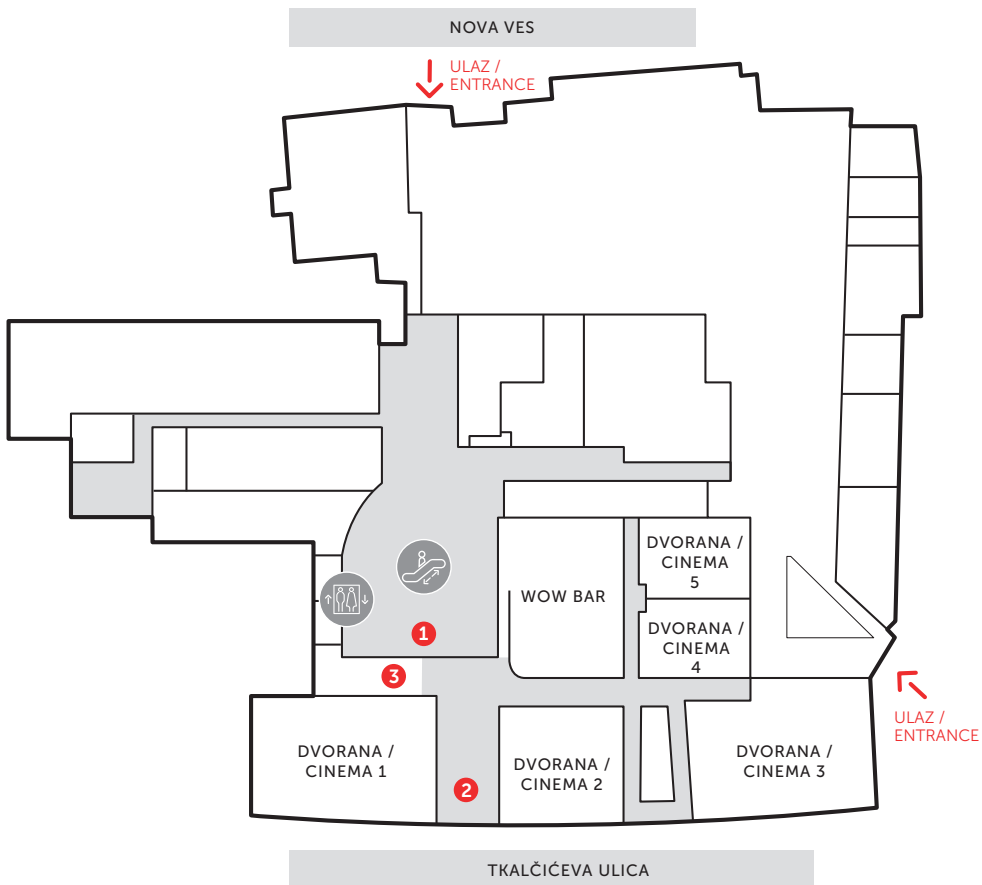 NOVA VES
ULAZ /
ENTRANCE
DVORANA /
CINEMA
5
WOW BAR
DVORANA /
CINEMA
4
1
3
ULAZ /
ENTRANCE
DVORANA /
CINEMA 1
DVORANA /
CINEMA 2
DVORANA /
CINEMA 3
2
TKALČIĆEVA ULICA